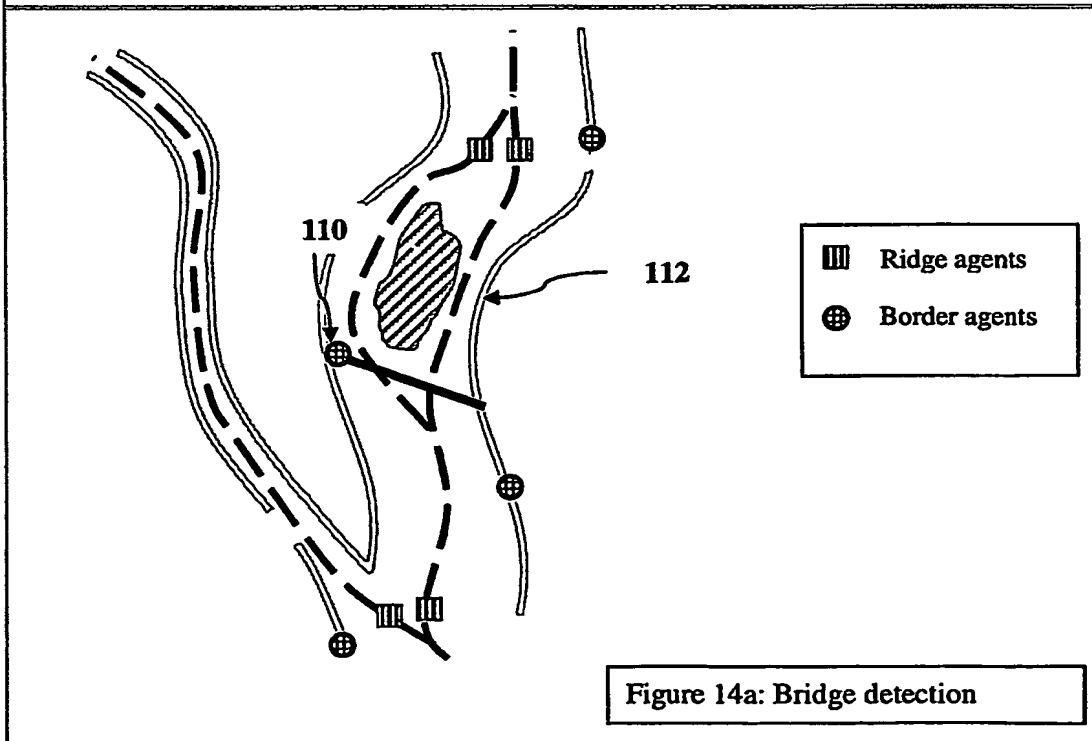 110
112
Ridge agents
Border agents
Figure 14a: Bridge detection